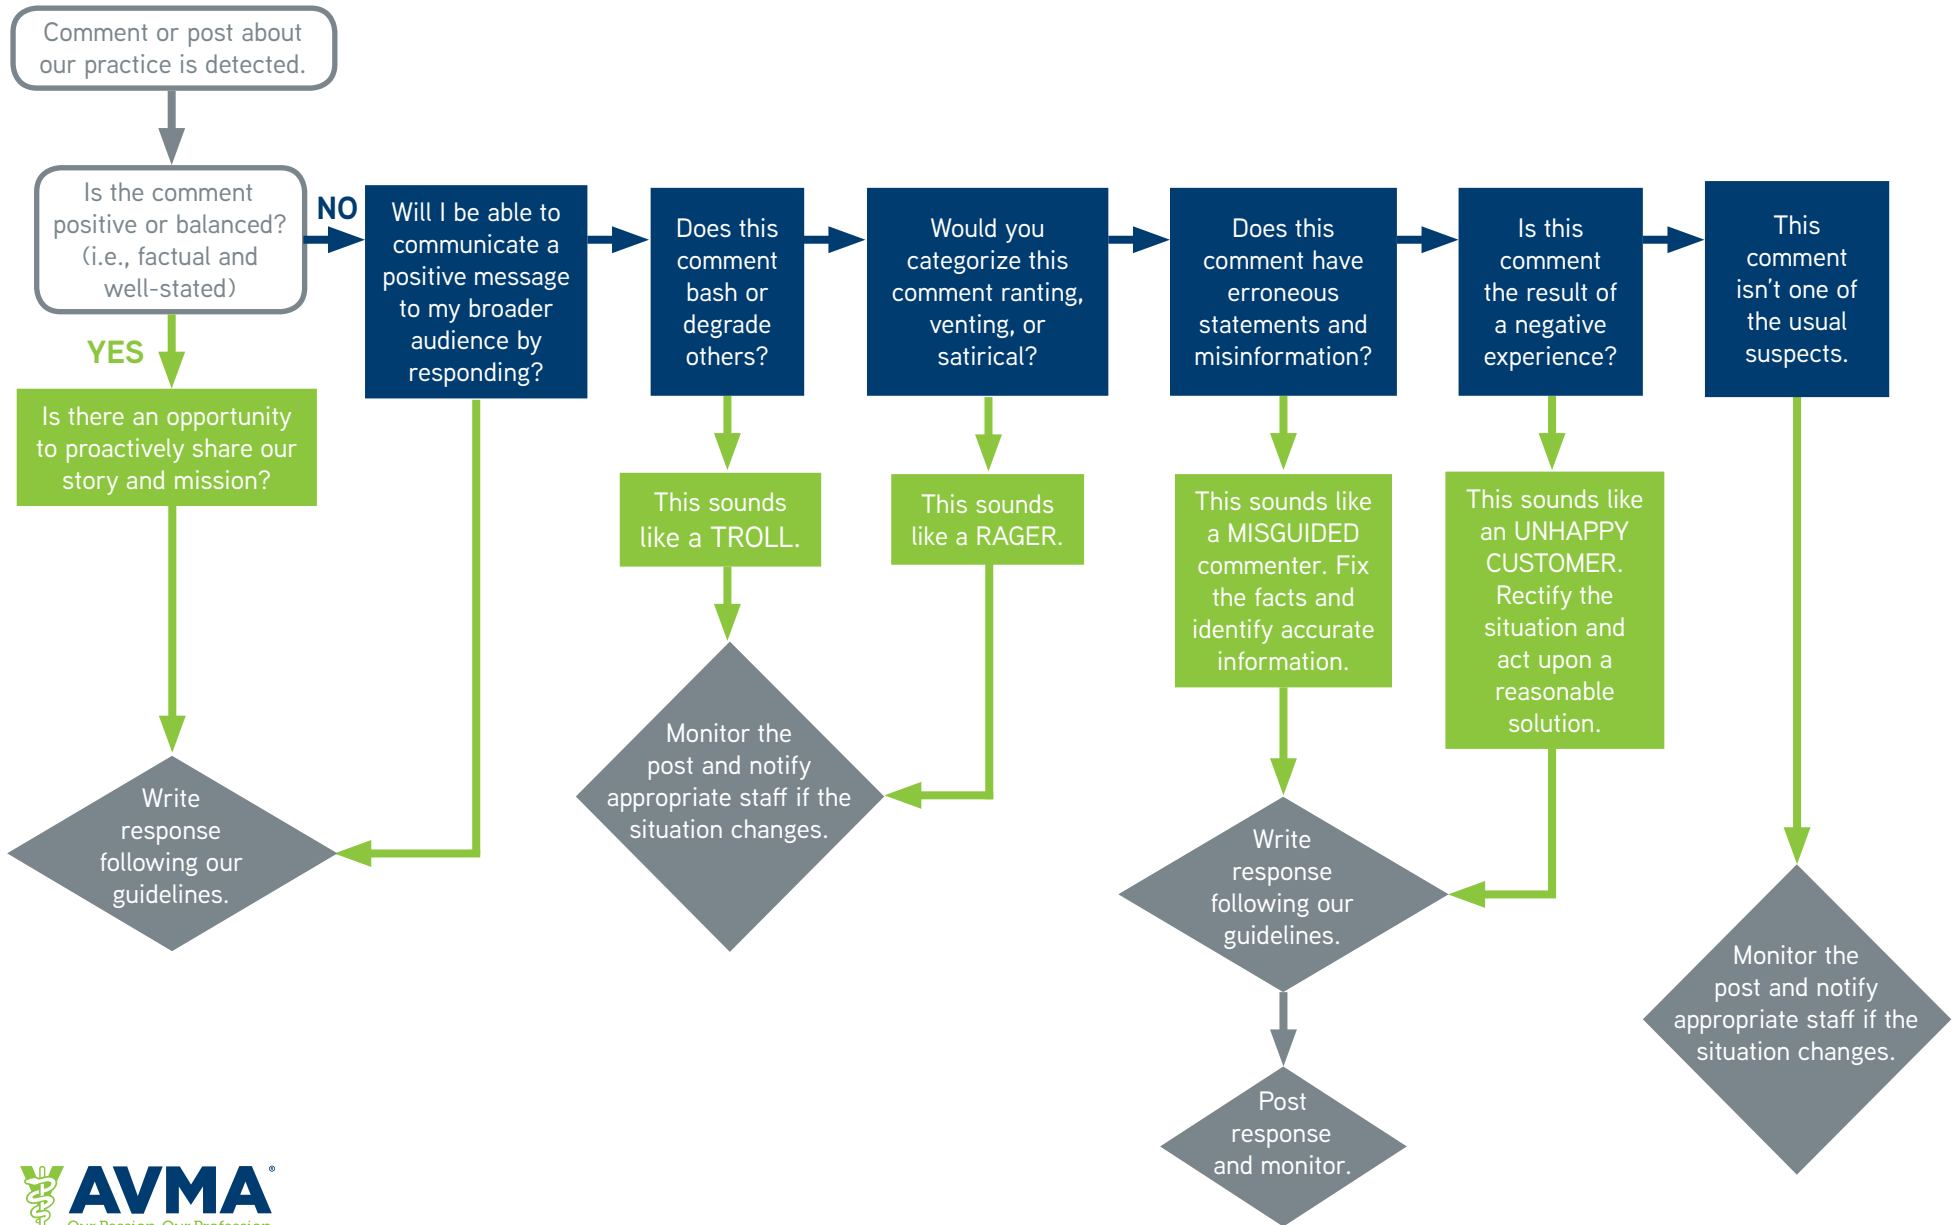 Comment or post about
our practice is detected.
Is the comment
positive or balanced?
(i.e., factual and
well-stated)
NO
YES
Is there an opportunity
to proactively share our
story and mission?
Write
response
following our
guidelines.
Will I be able to
communicate a
positive message
to my broader
audience by
responding?
Does this
comment
bash or
degrade
others?
This sounds
like a TROLL.
Monitor the
post and notify
appropriate staff if the
situation changes.
Would you
categorize this
comment ranting,
venting, or
satirical?
This sounds
like a RAGER.
Does this
comment have
erroneous
statements and
misinformation?
This sounds like
a MISGUIDED
commenter. Fix
the facts and
identify accurate
information.
Write
response
following our
guidelines.
Post
response
and monitor.
Is this
comment
the result of
a negative
experience?
This sounds like
an UNHAPPY
CUSTOMER.
Rectify the
situation and
act upon a
reasonable
solution.
This
comment
isn't one of
the usual
suspects.
Monitor the
post and notify
appropriate staff if the
situation changes.
AVMA®
Our Passion. Our Profession.